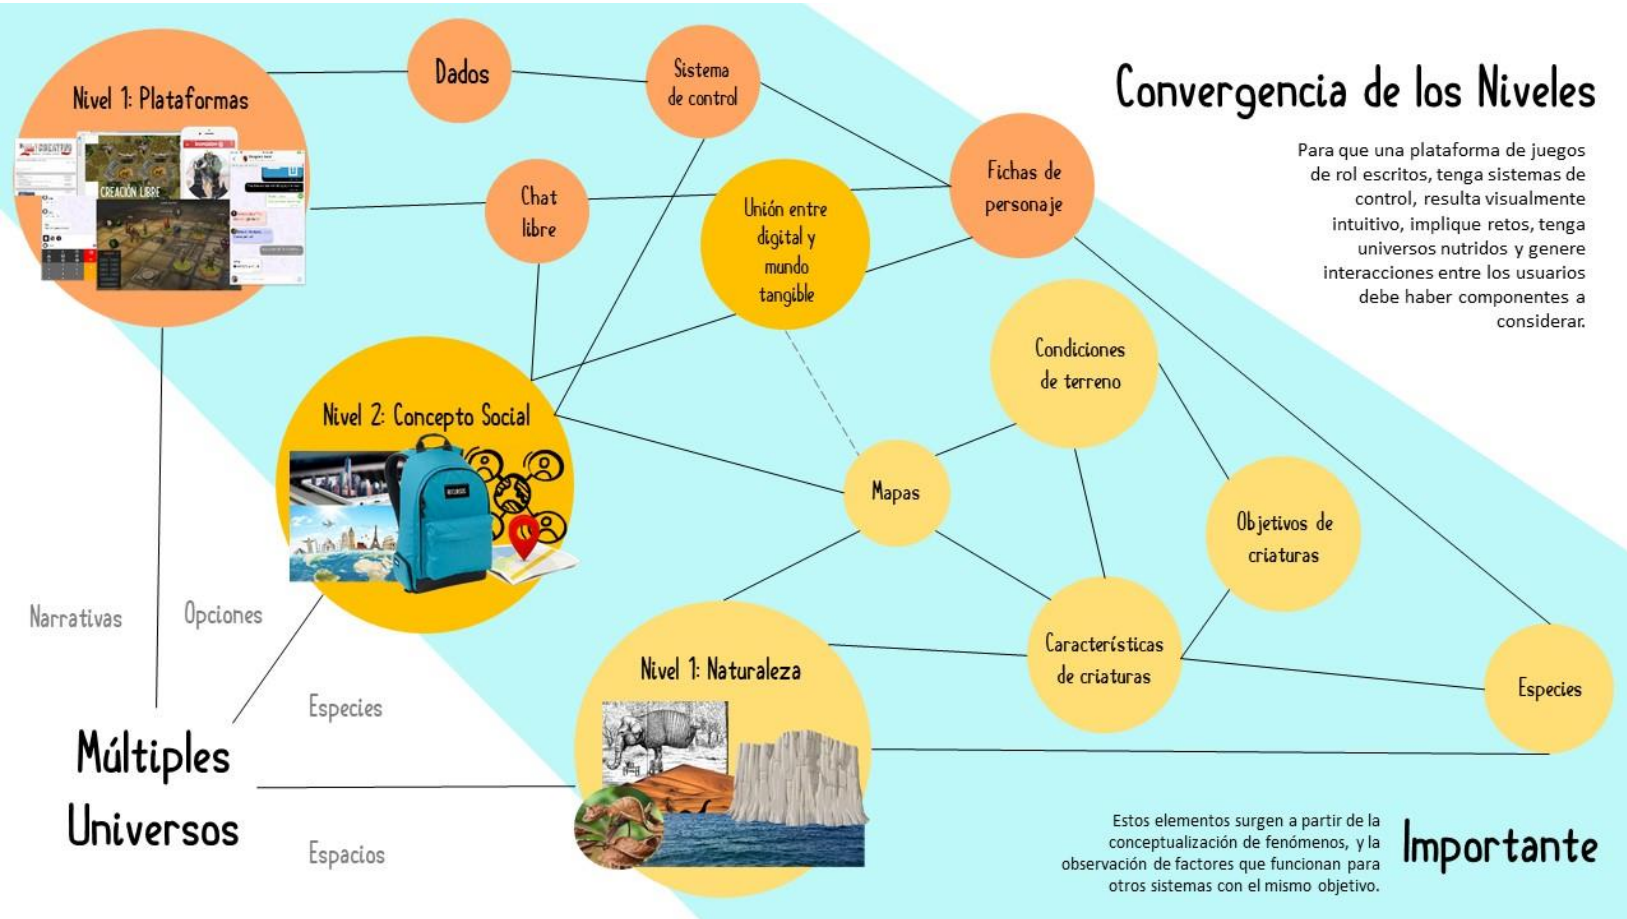 Convergencia de los Niveles
Para que una plataforma de juegos
de rol escritos, tenga sistemas de
control, resulta visualmente
intuitivo, implique retos, tenga
universos nutridos y genere
interacciones entre los usuarios
debe haber componentes a
considerar.
Nivel 1: Plataformas
CREACIÓN LIBRE
Dados
Sistema
de control
Chat
libre
Unión entre
digital y
mundo
tangible
Fichas de
personaje
Nivel 2: Concepto Social
Condiciones
de terreno
Mapas
Objetivos de
criaturas
Características
de criaturas
Especies
Nivel 1: Naturaleza
Narrativas
Opciones
Especies
Espacios
Múltiples
Universos
Estos elementos surgen a partir de la
conceptualización de fenómenos, y la
observación de factores que funcionan para
otros sistemas con el mismo objetivo.
Importante